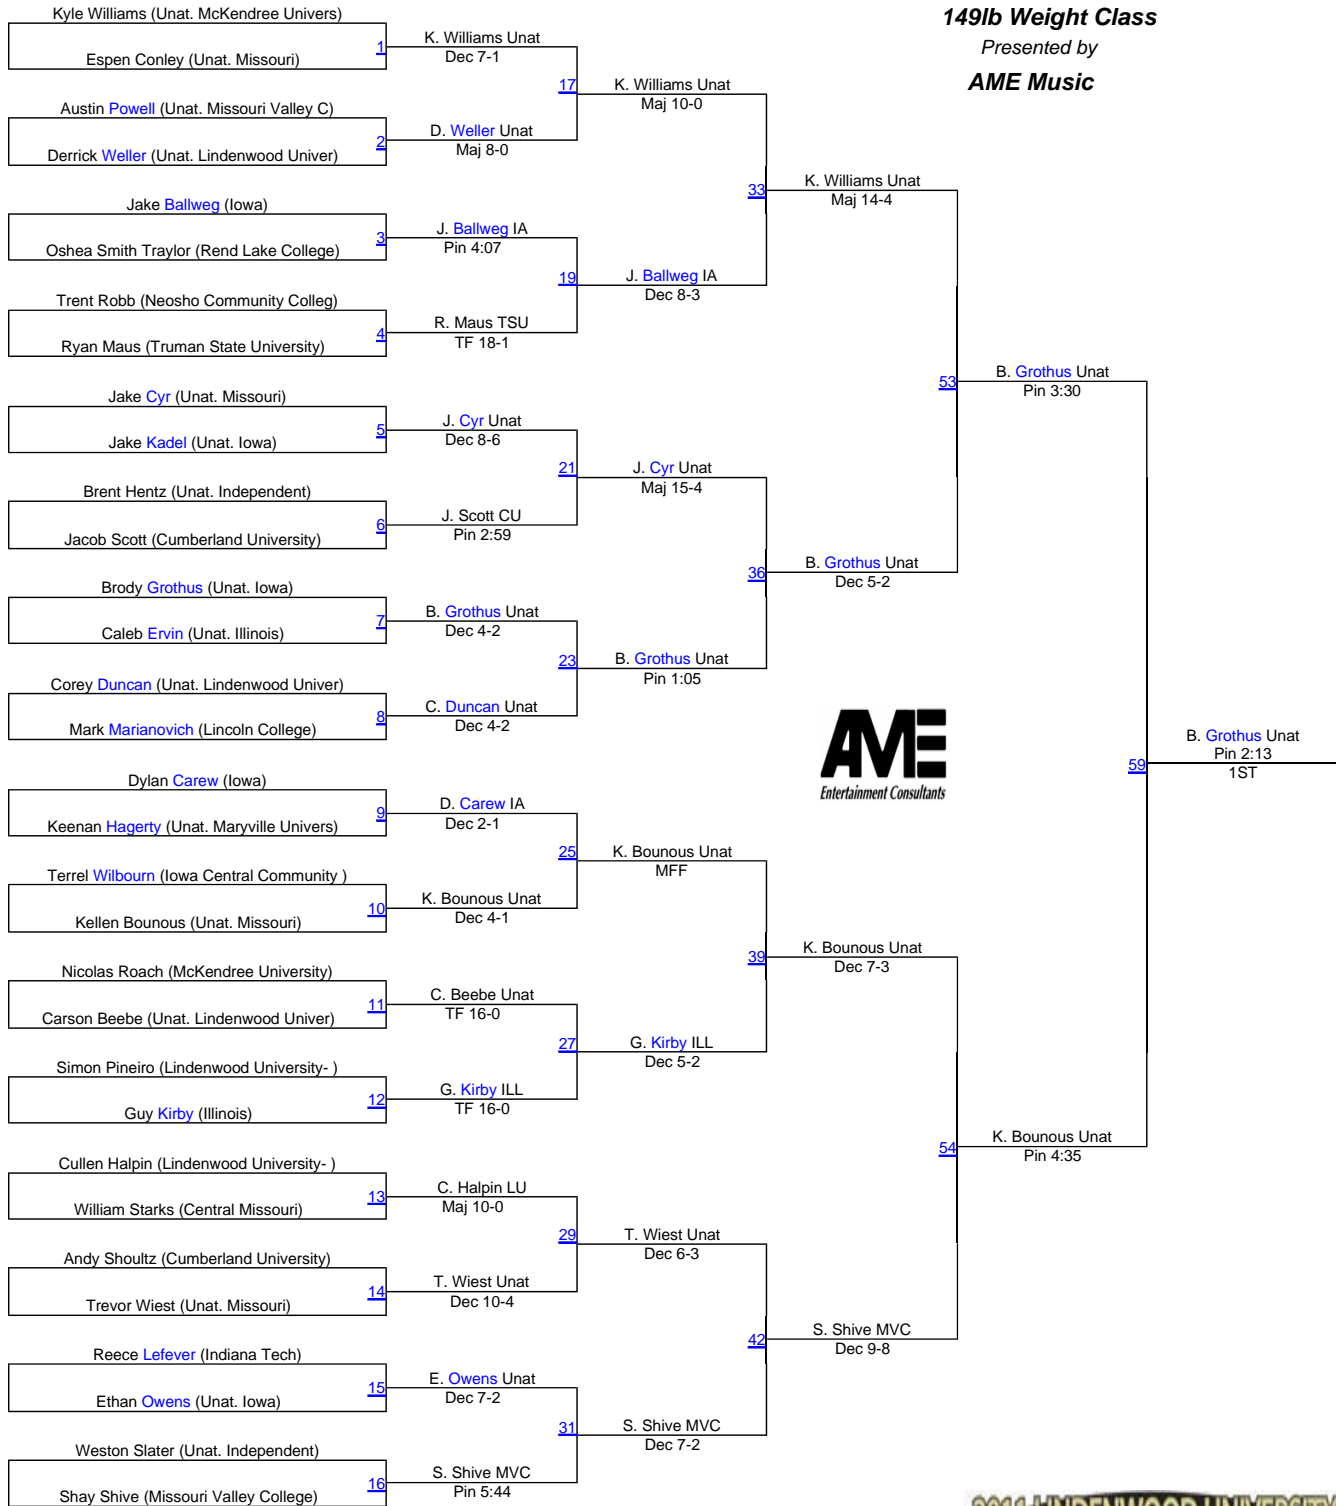 149lb Weight Class
Presented by
AME Music
Kyle Williams (Unat. McKendree Univers)
1
Espen Conley (Unat. Missouri)
K. Williams Unat
Dec 7-1
17
Austin Powell (Unat. Missouri Valley C)
2
Derrick Weller (Unat. Lindenwood Univer)
D. Weller Unat
Maj 8-0
K. Williams Unat
Maj 10-0
33
Jake Ballweg (Iowa)
3
Oshea Smith Traylor (Rend Lake College)
J. Ballweg IA
Pin 4:07
19
Trent Robb (Neosho Community Colleg)
4
Ryan Maus (Truman State University)
R. Maus TSU
TF 18-1
J. Ballweg IA
Dec 8-3
K. Williams Unat
Maj 14-4
53
Jake Cyr (Unat. Missouri)
5
Jake Kadel (Unat. Iowa)
J. Cyr Unat
Dec 8-6
21
Brent Hentz (Unat. Independent)
6
Jacob Scott (Cumberland University)
J. Scott CU
Pin 2:59
J. Cyr Unat
Maj 15-4
36
Brody Grothus (Unat. Iowa)
7
Caleb Ervin (Unat. Illinois)
B. Grothus Unat
Dec 4-2
23
Corey Duncan (Unat. Lindenwood Univer)
8
Mark Marianovich (Lincoln College)
C. Duncan Unat
Dec 4-2
B. Grothus Unat
Pin 1:05
B. Grothus Unat
Dec 5-2
B. Grothus Unat
Pin 3:30
AME
Entertainment Consultants
59
B. Grothus Unat
Pin 2:13
1ST
Dylan Carew (Iowa)
9
Keenan Hagerty (Unat. Maryville Univers)
D. Carew IA
Dec 2-1
25
Terrel Wilbourn (Iowa Central Community )
10
Kellen Bounous (Unat. Missouri)
K. Bounous Unat
Dec 4-1
K. Bounous Unat
MFF
39
Nicolas Roach (McKendree University)
11
Carson Beebe (Unat. Lindenwood Univer)
C. Beebe Unat
TF 16-0
27
Simon Pineiro (Lindenwood University- )
12
Guy Kirby (Illinois)
G. Kirby ILL
TF 16-0
G. Kirby ILL
Dec 5-2
K. Bounous Unat
Dec 7-3
54
Cullen Halpin (Lindenwood University- )
13
William Starks (Central Missouri)
C. Halpin LU
Maj 10-0
29
Andy Shoultz (Cumberland University)
14
Trevor Wiest (Unat. Missouri)
T. Wiest Unat
Dec 10-4
T. Wiest Unat
Dec 6-3
42
Reece Lefever (Indiana Tech)
15
Ethan Owens (Unat. Iowa)
E. Owens Unat
Dec 7-2
31
Weston Slater (Unat. Independent)
16
Shay Shive (Missouri Valley College)
S. Shive MVC
Pin 5:44
S. Shive MVC
Dec 7-2
S. Shive MVC
Dec 9-8
K. Bounous Unat
Pin 4:35
LINDENWOOD UNIVERSITY